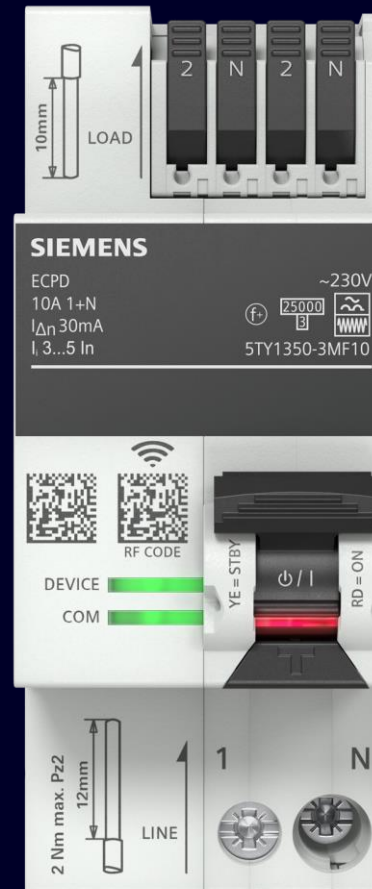 2 N 2 N
10mm
LOAD
SIEMENS
ECPD
10A 1+N
I∆n 30mA
Ii 3...5 In
~230V
f+
25000
3
5TY1350-3MF10
RF CODE
DEVICE
COM
YE = STBY
⏻/I
RD = ON
2 Nm max. Pz2
12mm
LINE
1 N